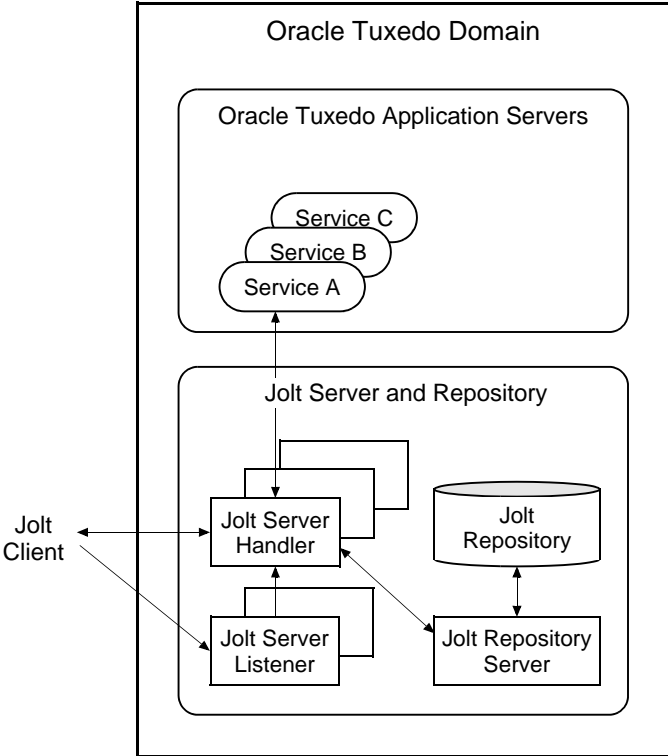 Oracle Tuxedo Domain
Oracle Tuxedo Application Servers
Service C
Service B
Service A
Jolt Server and Repository
Jolt
Client
Jolt Server
Handler
Jolt
Repository
Jolt Server
Listener
Jolt Repository
Server